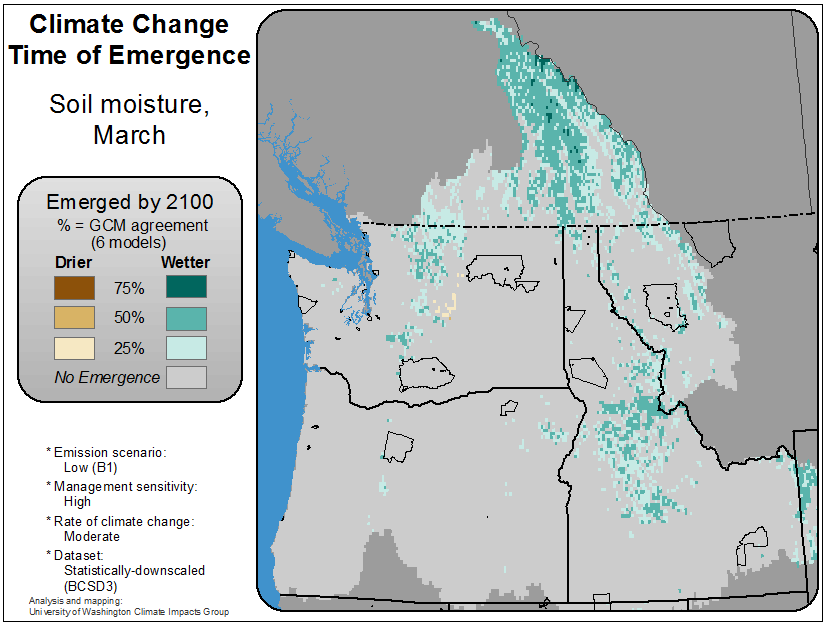 Climate Change
Time of Emergence
Soil moisture,
March
Emerged by 2100
% = GCM agreement
(6 models)
Drier Wetter
75%
50%
25%
No Emergence
* Emission scenario:
Low (B1)
* Management sensitivity:
High
* Rate of climate change:
Moderate
* Dataset:
Statistically-downscaled
(BCSD3)
Analysis and mapping:
University of Washington Climate Impacts Group